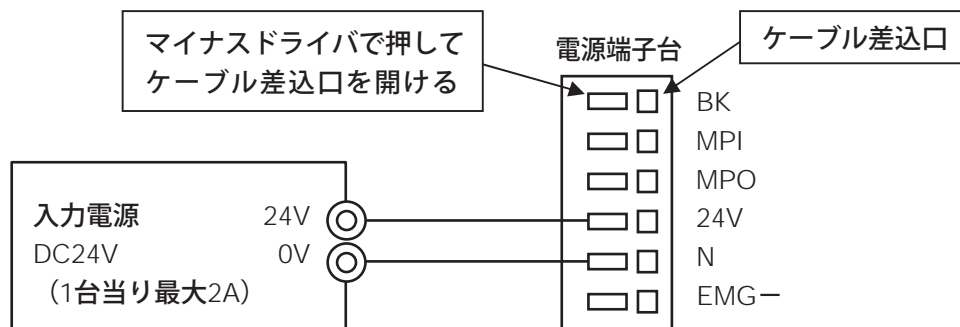 マイナスドライバで押して
ケーブル差込口を開ける
電源端子台
ケーブル差込口
BK
MPI
MPO
入力電源 24V
24V
DC24V 0V
N
(1台当り最大2A)
EMGー